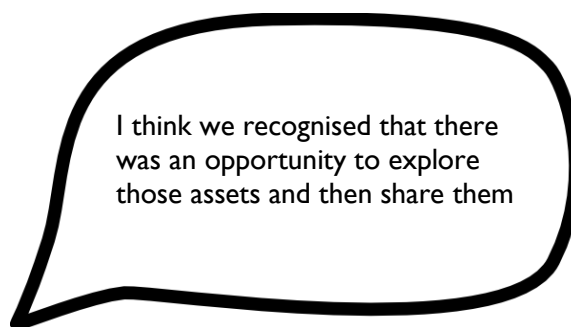 I think we recognised that there
was an opportunity to explore
those assets and then share them